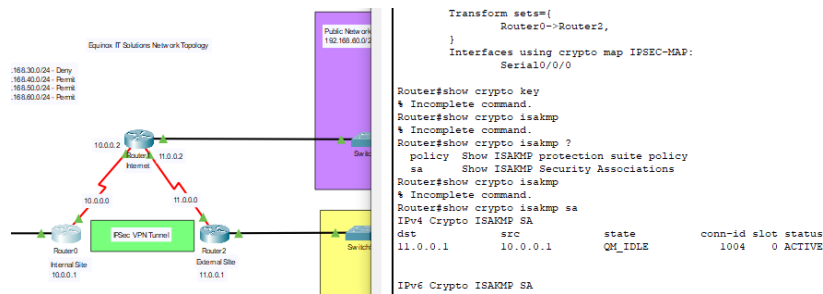 Equinox IT Solutions Network Topology
.168.30.0/24 - Deny
.168.40.0/24 - Permit
.168.50.0/24 - Permit
.168.60.0/24 - Permit
Public Network
192.168.60.0/2
10.0.0.2
Router
Internet
11.0.0.2
Switc
10.0.0.0
11.0.0.0
IPSec VPN Tunnel
Router0
Internal Site
10.0.0.1
Router2
External Site
11.0.0.1
Switch
Transform sets={
Router0->Router2,
}
Interfaces using crypto map IPSEC-MAP:
Serial0/0/0
Router#show crypto key
% Incomplete command.
Router#show crypto isakmp
% Incomplete command.
Router#show crypto isakmp ?
policy Show ISAKMP protection suite policy
sa Show ISAKMP Security Associations
Router#show crypto isakmp
% Incomplete command.
Router#show crypto isakmp sa
IPv4 Crypto ISAKMP SA
dst src state conn-id slot status
11.0.0.1 10.0.0.1 QM_IDLE 1004 0 ACTIVE
IPv6 Crypto ISAKMP SA